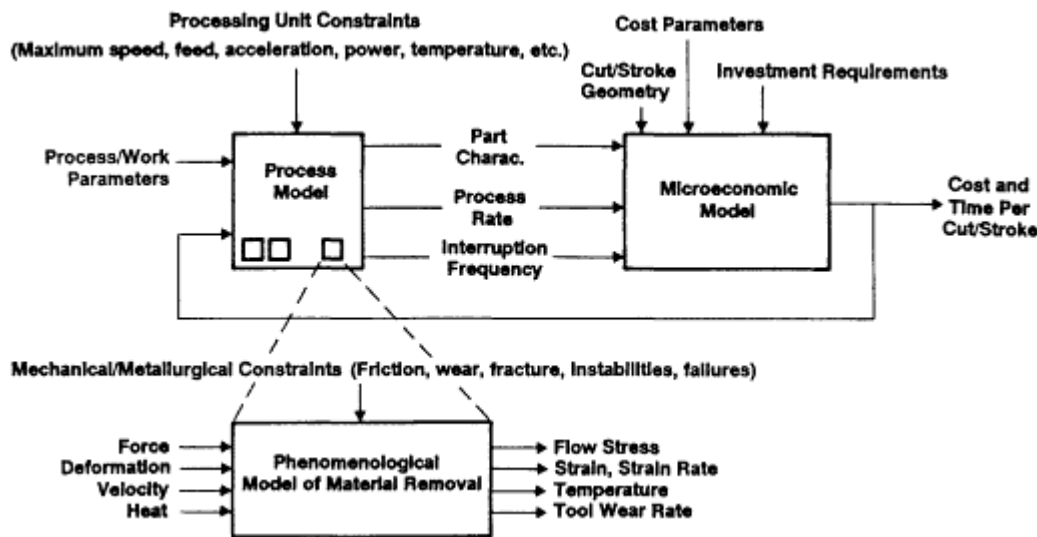 Processing Unit Constraints
(Maximum speed, feed, acceleration, power, temperature, etc.)
Cost Parameters
Cut/Stroke
Geometry
Investment Requirements
Process/Work
Parameters
Process
Model
Part
Charac.
Process
Rate
Interruption
Frequency
Microeconomic
Model
Cost and
Time Per
Cut/Stroke
Mechanical/Metallurgical Constraints (Friction, wear, fracture, instabilities, failures)
Force
Deformation
Velocity
Heat
Phenomenological
Model of Material Removal
Flow Stress
Strain, Strain Rate
Temperature
Tool Wear Rate